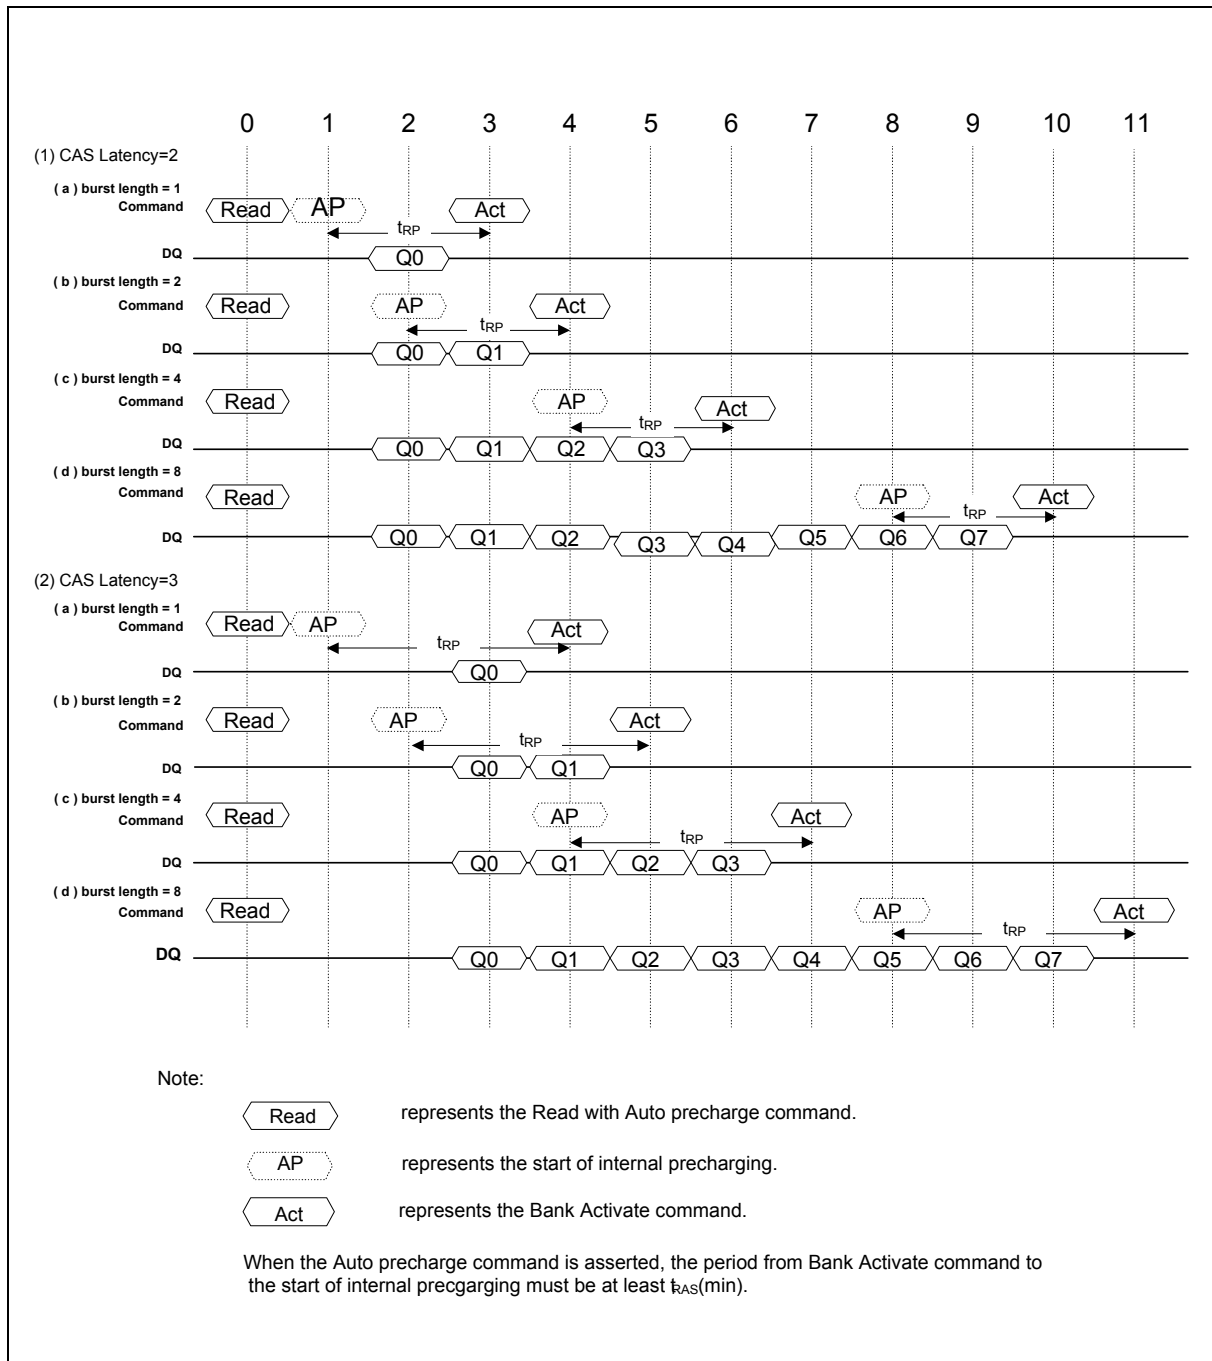 0 1 2 3 4 5 6 7 8 9 10 11
(1) CAS Latency=2
( a ) burst length = 1
Command Read AP Act
tRP
DQ Q0
( b ) burst length = 2
Command Read AP Act
tRP
DQ Q0 Q1
( c ) burst length = 4
Command Read AP Act
tRP
DQ Q0 Q1 Q2 Q3
( d ) burst length = 8
Command Read AP Act
tRP
DQ Q0 Q1 Q2 Q3 Q4 Q5 Q6 Q7
(2) CAS Latency=3
( a ) burst length = 1
Command Read AP Act
tRP
DQ Q0
( b ) burst length = 2
Command Read AP Act
tRP
DQ Q0 Q1
( c ) burst length = 4
Command Read AP Act
tRP
DQ Q0 Q1 Q2 Q3
( d ) burst length = 8
Command Read AP Act
tRP
DQ Q0 Q1 Q2 Q3 Q4 Q5 Q6 Q7
Note:
Read represents the Read with Auto precharge command.
AP represents the start of internal precharging.
Act represents the Bank Activate command.
When the Auto precharge command is asserted, the period from Bank Activate command to
the start of internal precgarging must be at least tRAS(min).